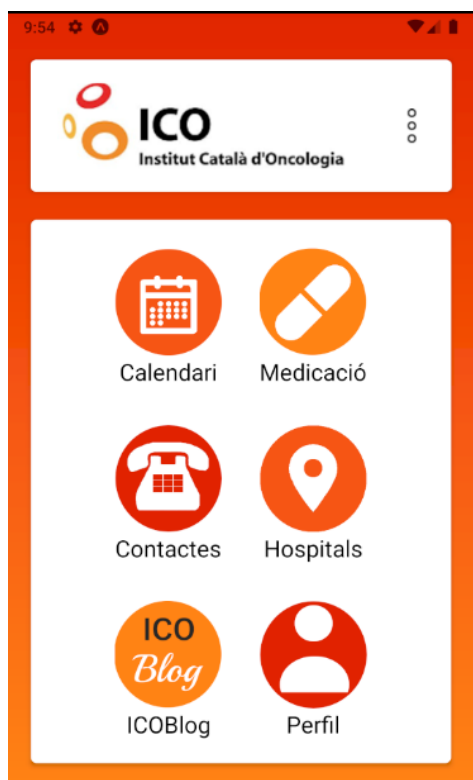 9:54
ICO
Institut Català d'Oncologia
Calendari Medicació
Contactes Hospitals
ICO
Blog
ICOBlog Perfil